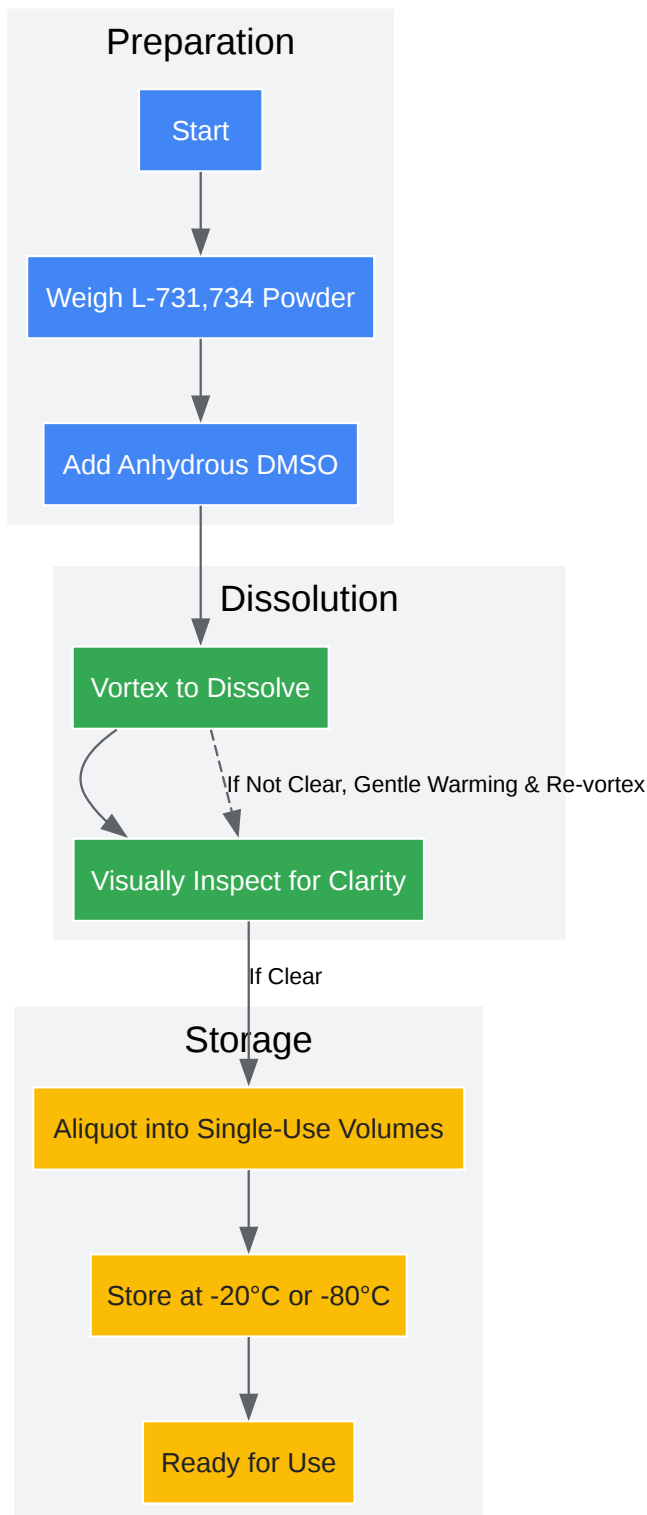 Preparation
Start
Weigh L-731,734 Powder
Add Anhydrous DMSO
Dissolution
Vortex to Dissolve
If Not Clear, Gentle Warming & Re-vortex
Visually Inspect for Clarity
If Clear
Storage
Aliquot into Single-Use Volumes
Store at -20°C or -80°C
Ready for Use